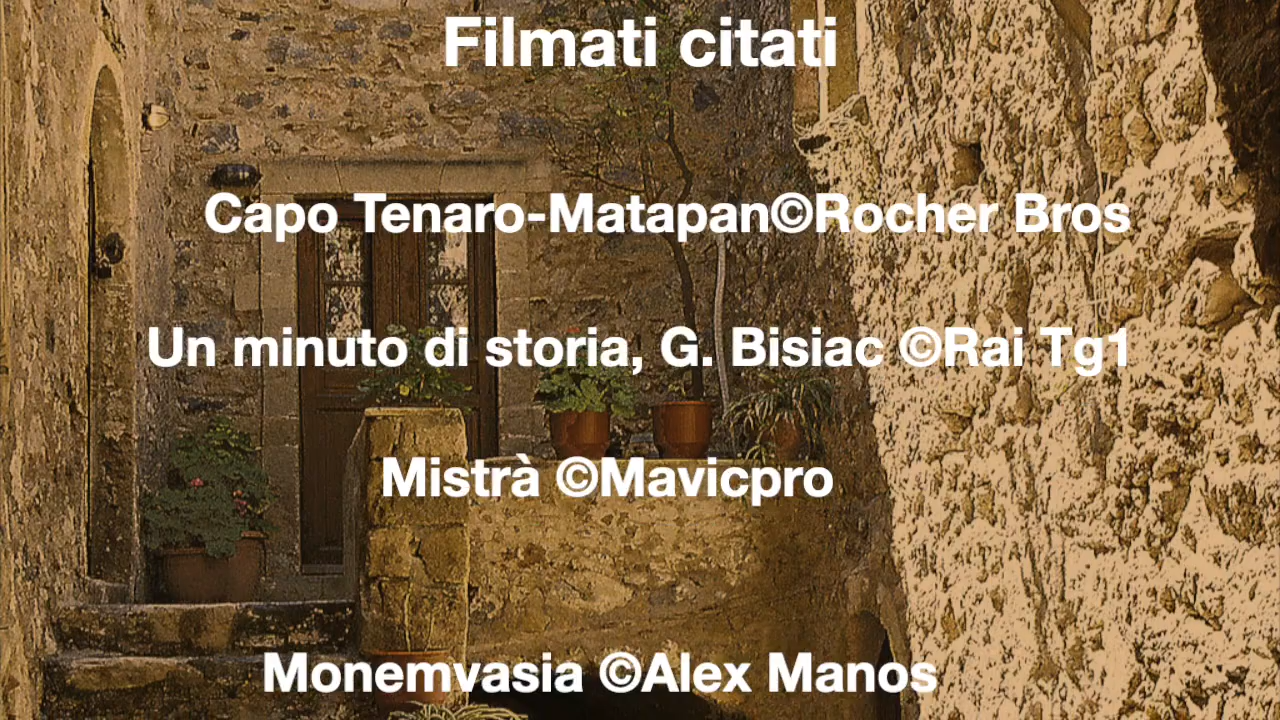 Filmati citati
Capo Tenaro-Matapan©Rocher Bros
Un minuto di storia, G. Bisiac ©Rai Tg1
Mistrà ©Mavicpro
Monemvasia ©Alex Manos